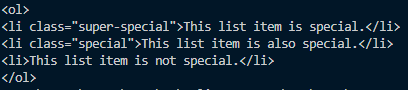 <ol>
<li class="super-special">This list item is special.</li>
<li class="special">This list item is also special.</li>
<li>This list item is not special.</li>
</ol>